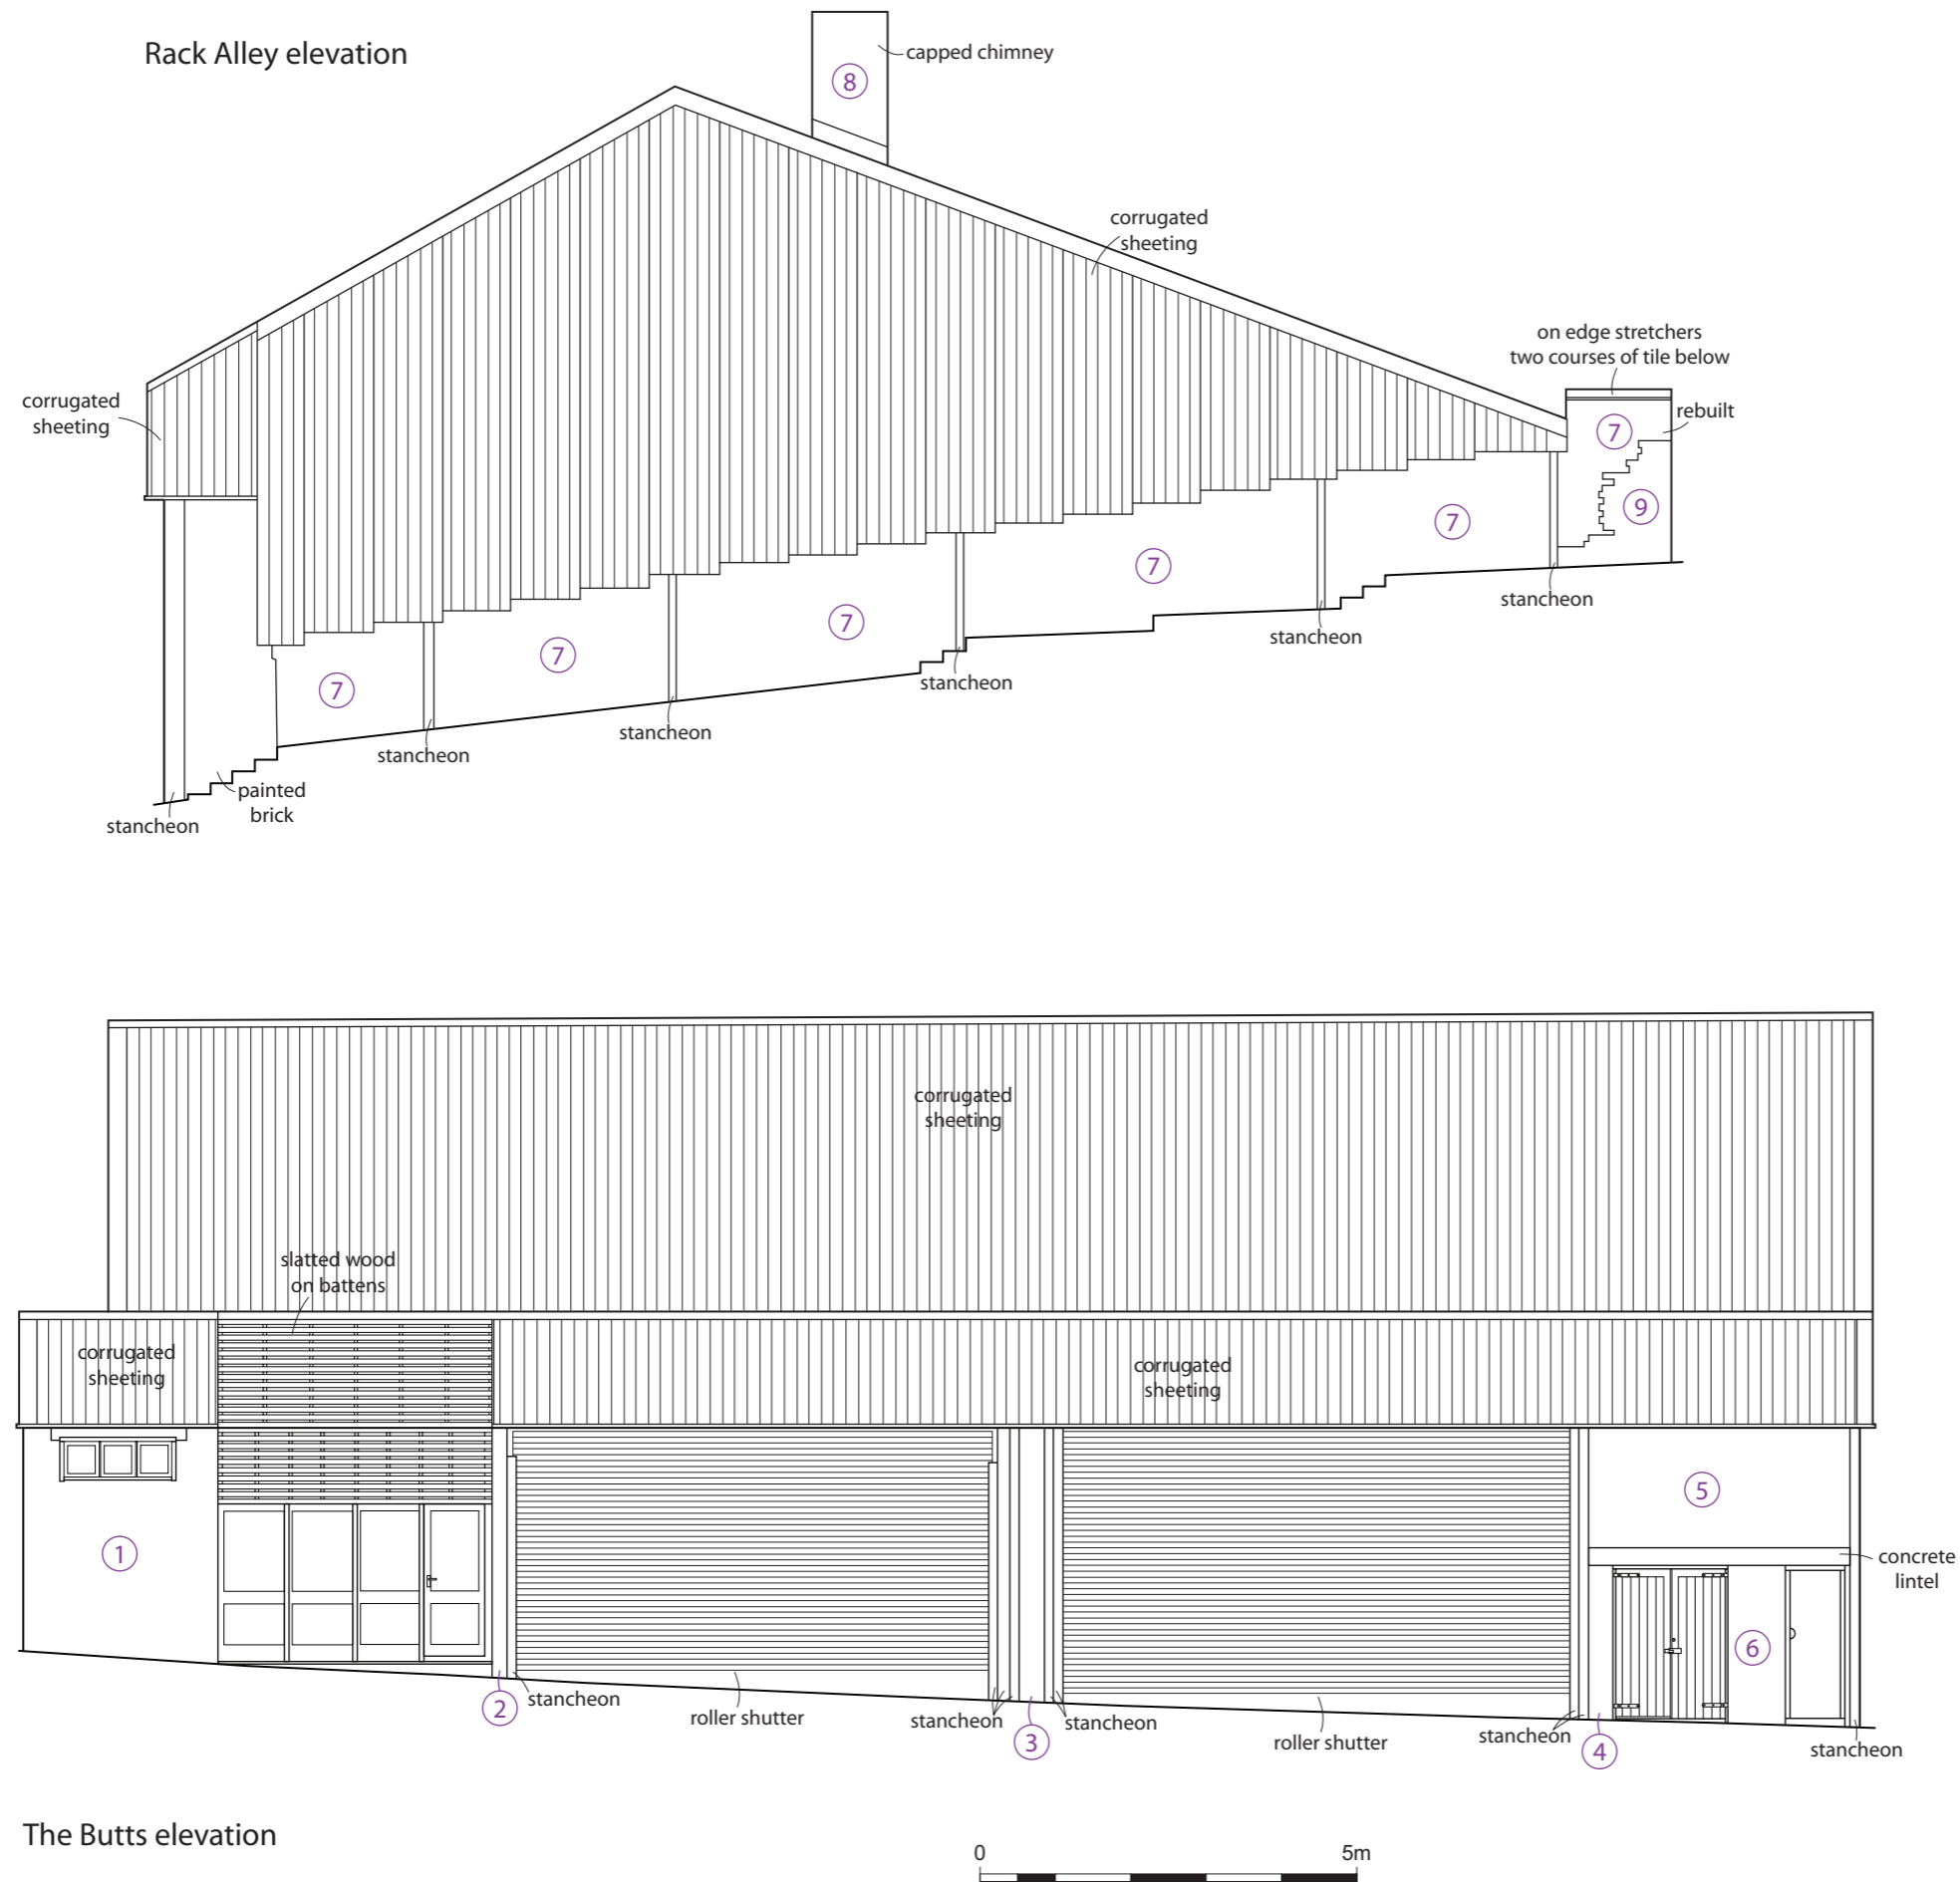 Rack Alley elevation
capped chimney
8
corrugated
sheeting
on edge stretchers
two courses of tile below
rebuilt
7
9
corrugated
sheeting
7
7
7
7
7
stancheon
stancheon
stancheon
stancheon
stancheon
painted
brick
stancheon
corrugated
sheeting
slatted wood
on battens
corrugated
sheeting
corrugated
sheeting
1
5
concrete
lintel
6
2
stancheon
roller shutter
stancheon
3
stancheon
roller shutter
stancheon
4
stancheon
The Butts elevation
0
5m